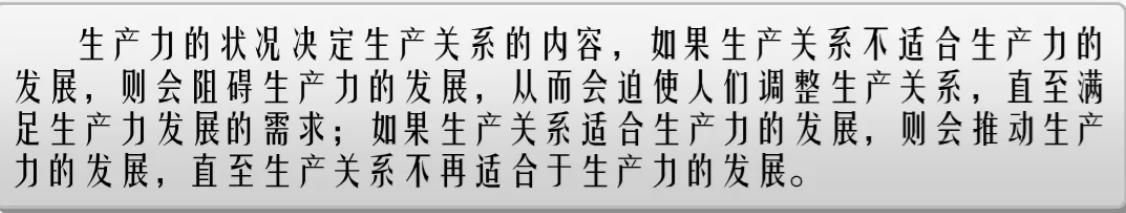 生产力的状况决定生产关系的内容，如果生产关系不适合生产力的
发展，则会阻碍生产力的发展，从而会迫使人们调整生产关系，直至满
足生产力发展的需求；如果生产关系适合生产力的发展，则会推动生产
力的发展，直至生产关系不再适合于生产力的发展。